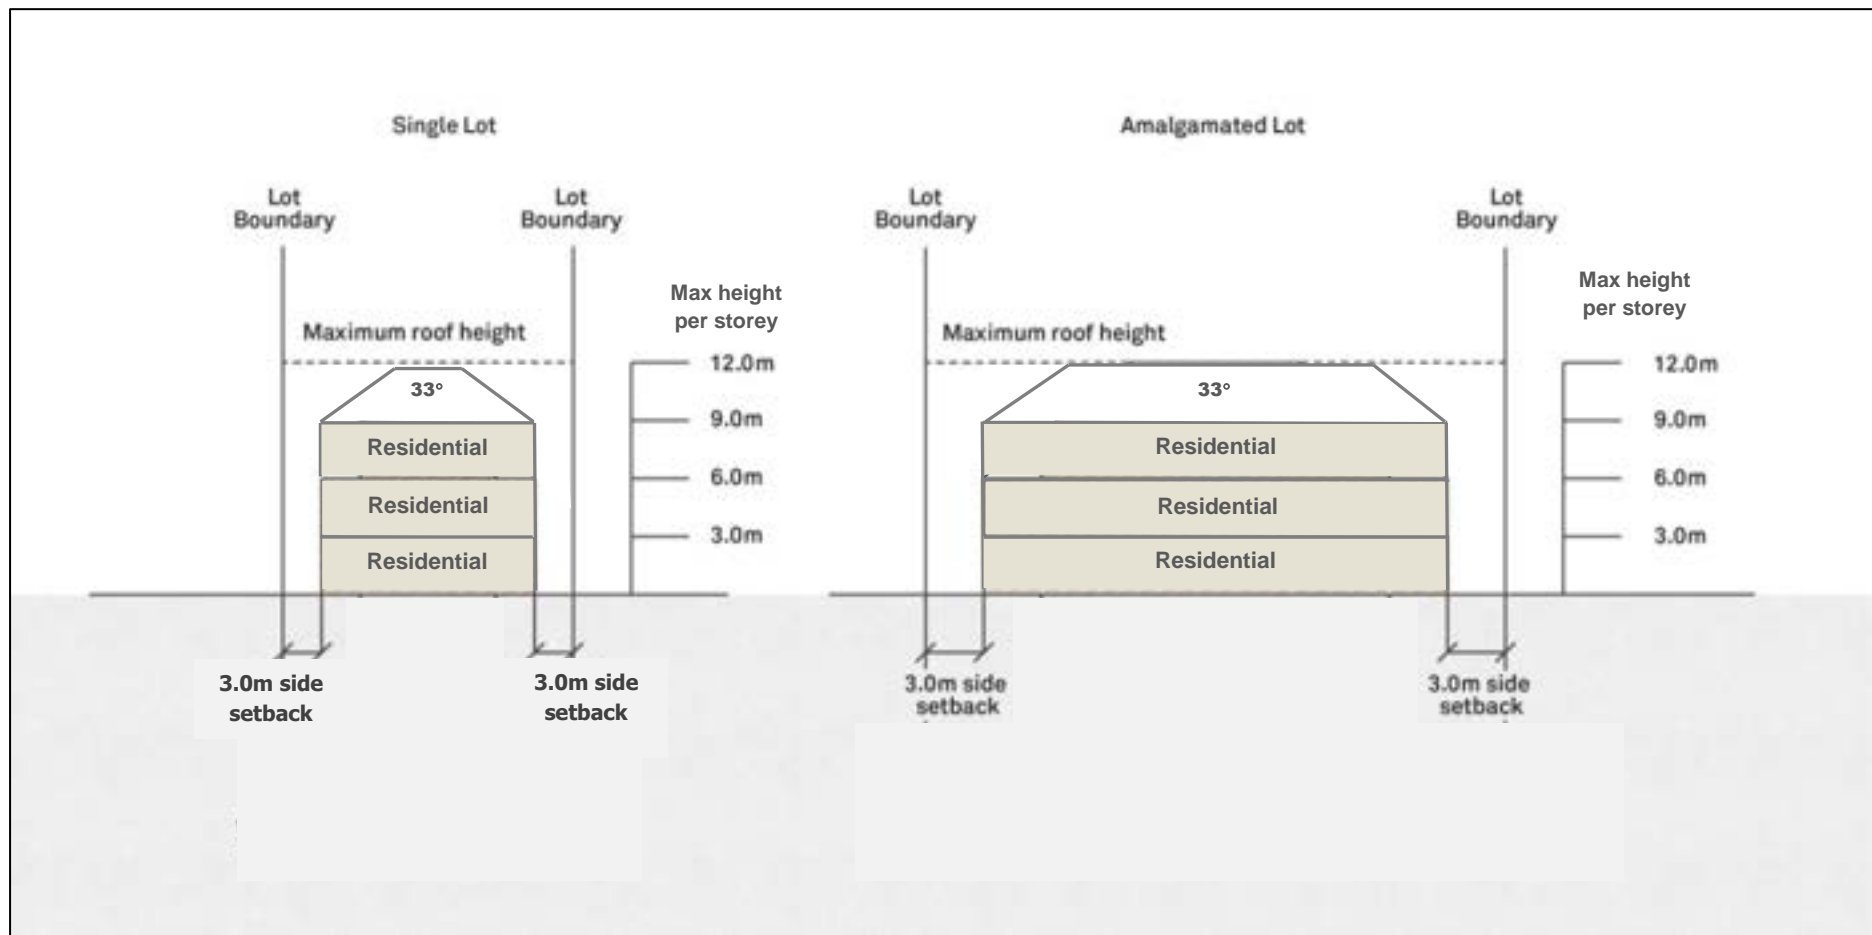 Single Lot
Lot
Boundary
Lot
Boundary
Max height
per storey
Maximum roof height
12.0m
33°
9.0m
Residential
6.0m
Residential
3.0m
Residential
3.0m side
setback
3.0m side
setback
Amalgamated Lot
Lot
Boundary
Lot
Boundary
Max height
per storey
Maximum roof height
12.0m
33°
9.0m
Residential
6.0m
Residential
3.0m
Residential
3.0m side
setback
3.0m side
setback